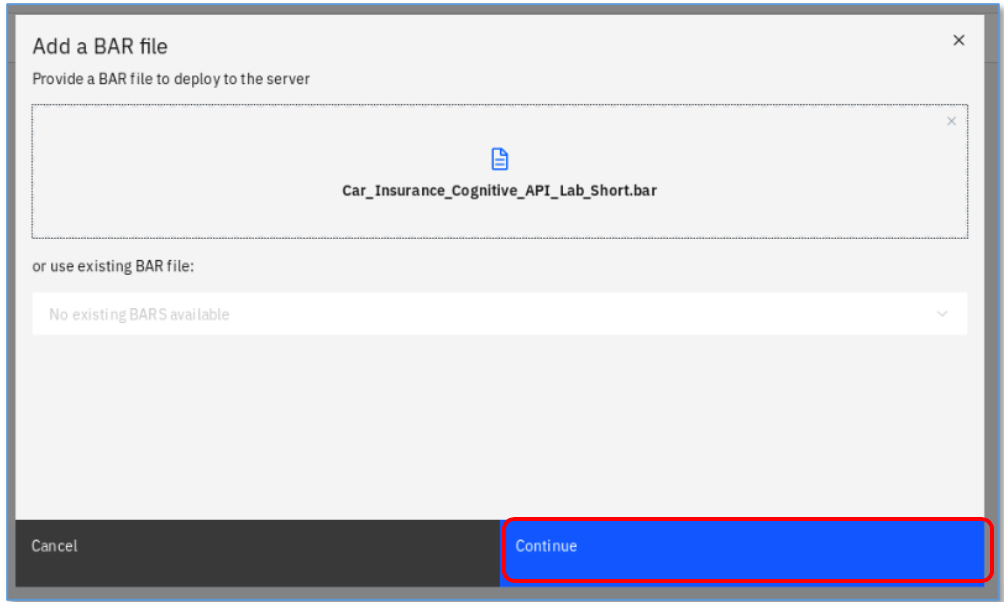 Add a BAR file
Provide a BAR file to deploy to the server
Car_Insurance_Cognitive_API_Lab_Short.bar
or use existing BAR file:
No existing BARS available
Cancel
Continue